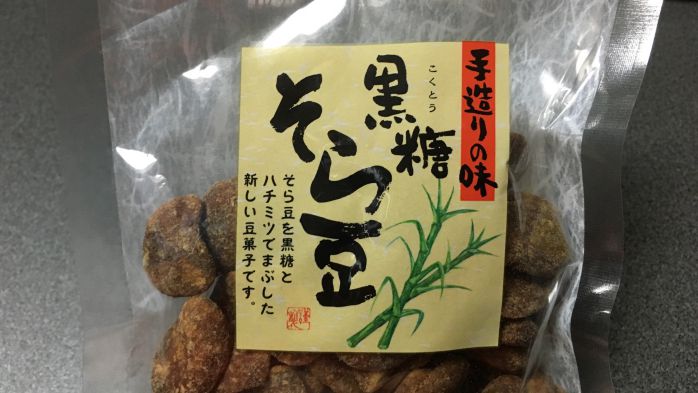 手造りの味
こくとう
黒糖
そら豆
そら豆を黒糖と
ハチミツでまぶした
新しい豆菓子です。